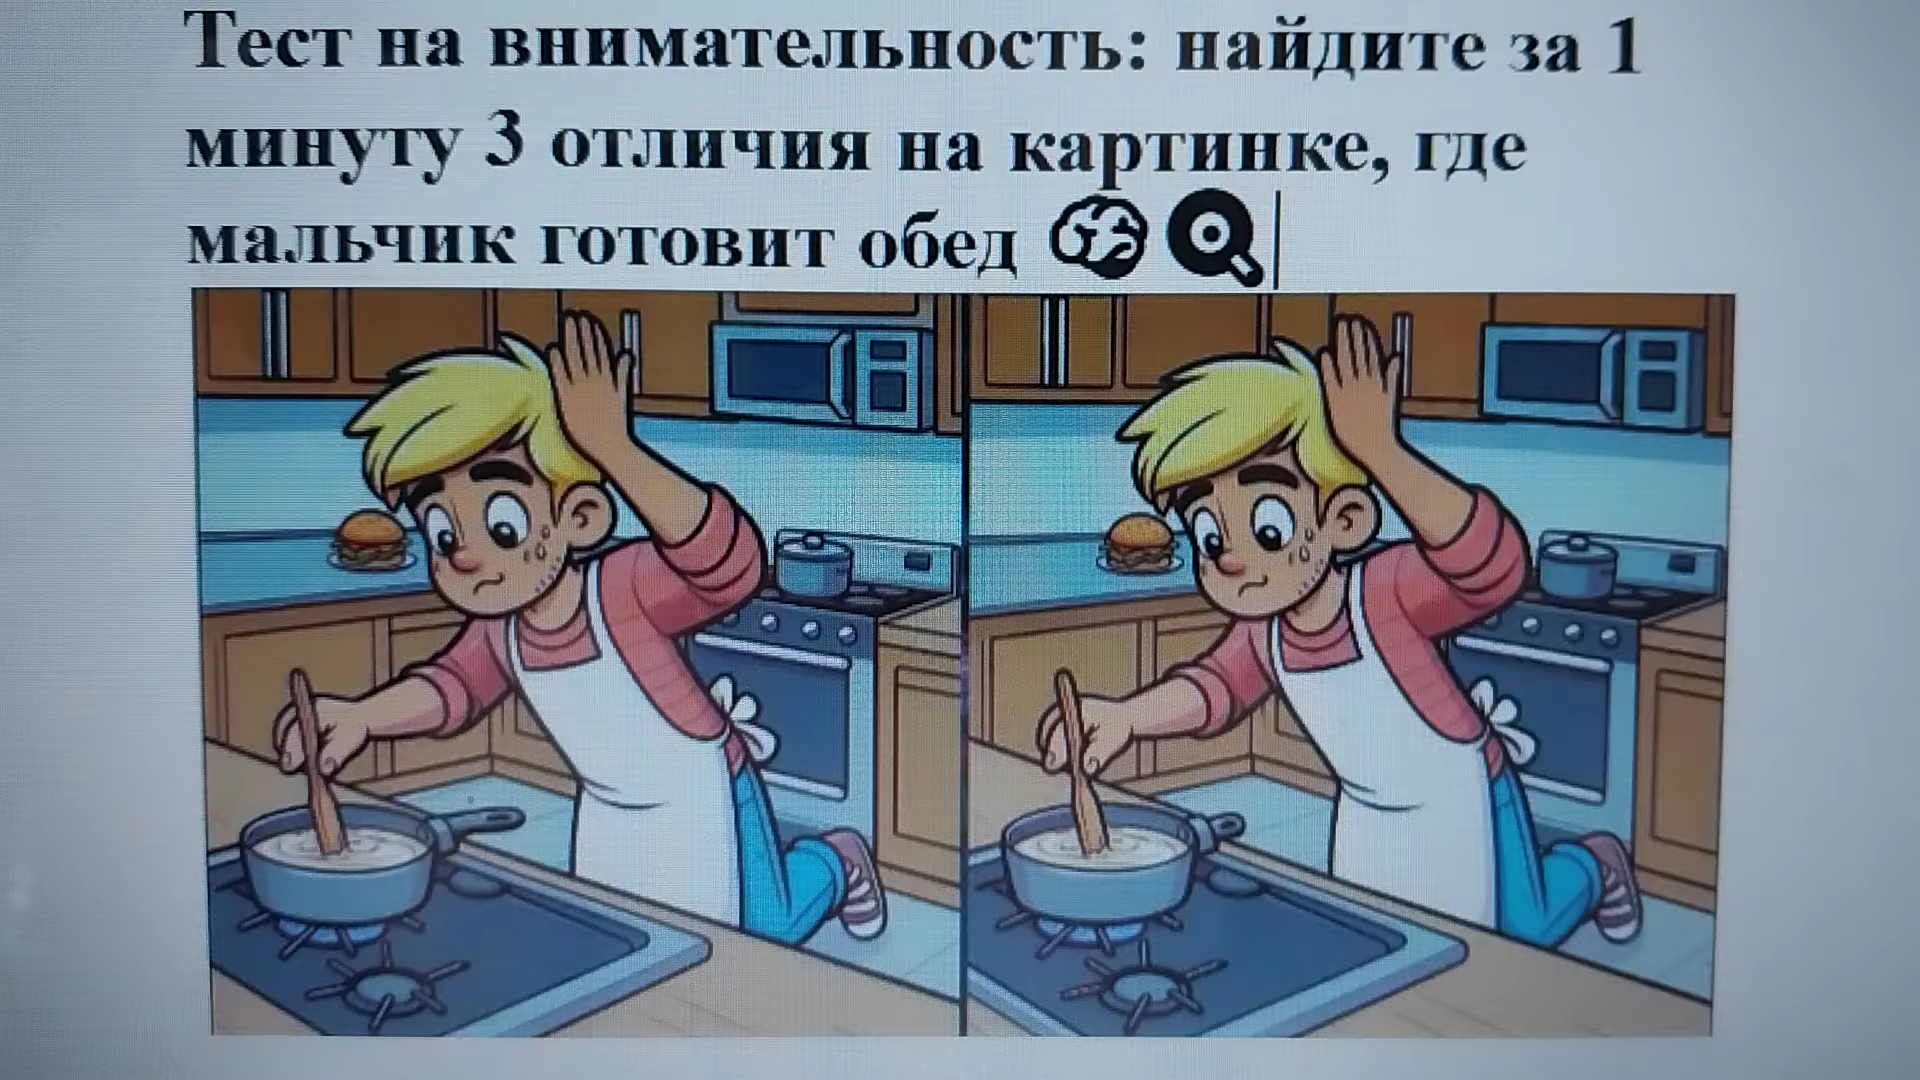 Тест на внимательность: найдите за 1
минуту 3 отличия на картинке, где
мальчик готовит обед